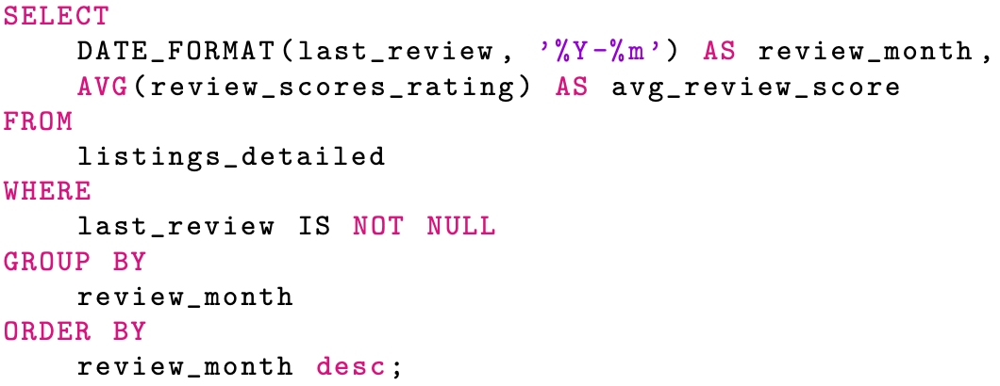 SELECT
    DATE_FORMAT(last_review, '%Y-%m') AS review_month,
    AVG(review_scores_rating) AS avg_review_score
FROM
    listings_detailed
WHERE
    last_review IS NOT NULL
GROUP BY
    review_month
ORDER BY
    review_month desc;